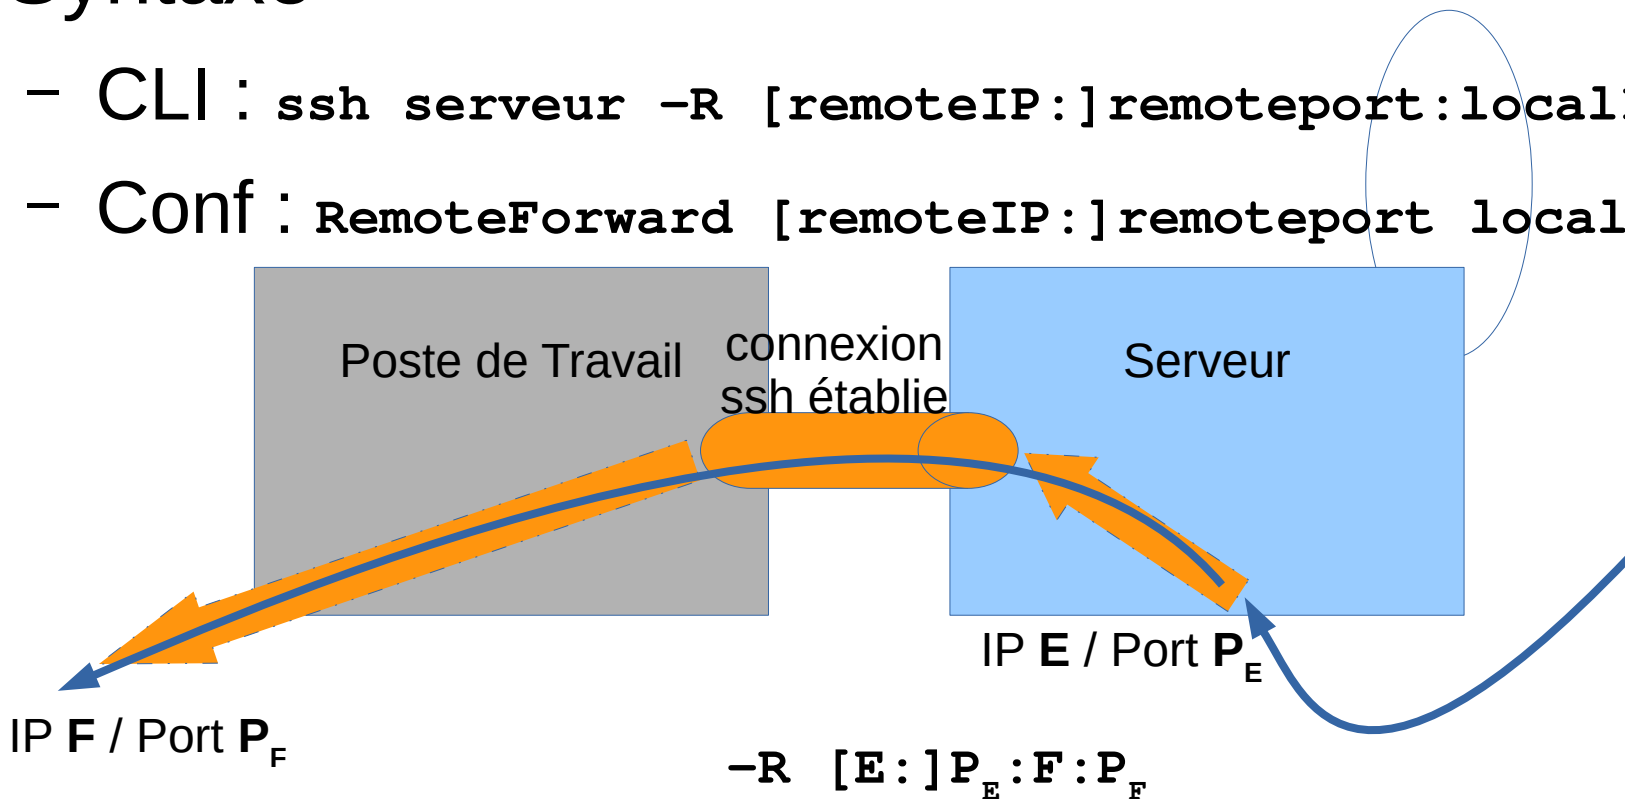 Syntaxe
– CLI : ssh serveur -R [remoteIP:]remoteport:local
– Conf : RemoteForward [remoteIP:]remoteport local
Poste de Travail
connexion
ssh établie
Serveur
IP E / Port PE
IP F / Port PF
-R [E:]PE:F:PF